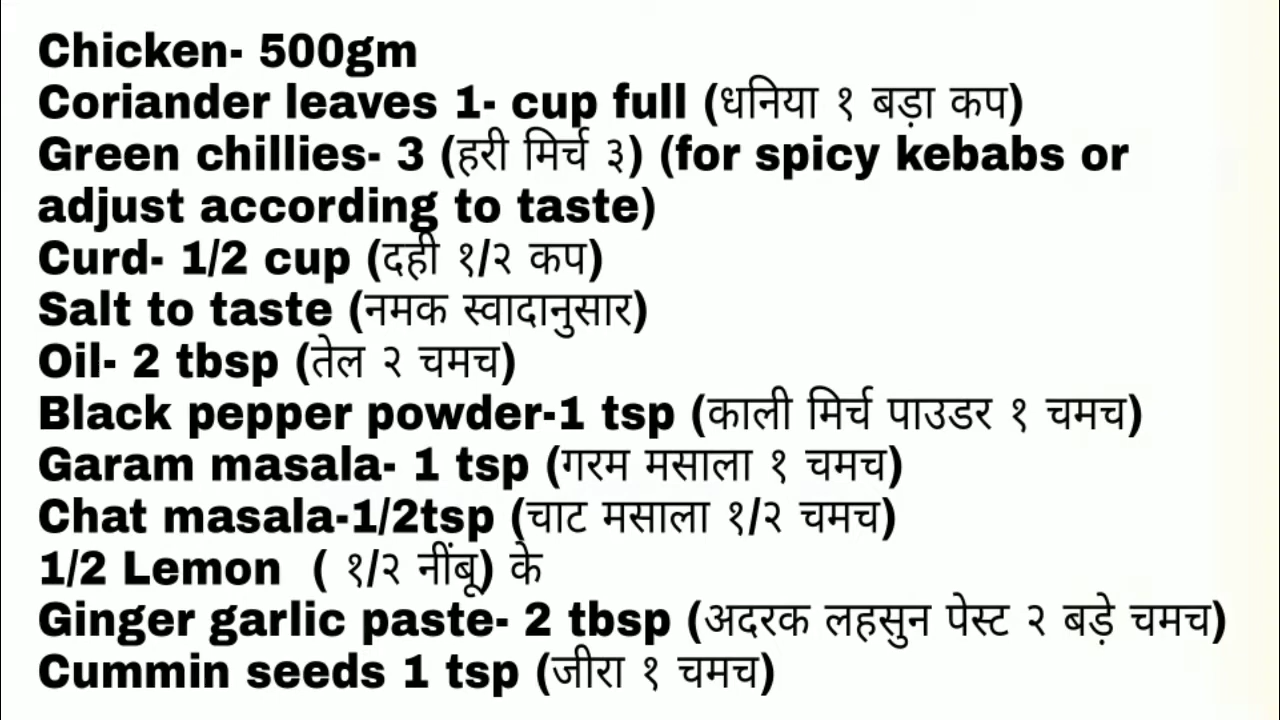 Chicken- 500gm
Coriander leaves 1- cup full (धनिया १ बड़ा कप)
Green chillies- 3 (हरी मिर्च ३) (for spicy kebabs or
adjust according to taste)
Curd- 1/2 cup (दही १/२ कप)
Salt to taste (नमक स्वादानुसार)
Oil- 2 tbsp (तेल २ चमच)
Black pepper powder-1 tsp (काली मिर्च पाउडर १ चमच)
Garam masala- 1 tsp (गरम मसाला १ चमच)
Chat masala-1/2tsp (चाट मसाला १/२ चमच)
1/2 Lemon ( १/२ नींबू) के
Ginger garlic paste- 2 tbsp (अदरक लहसुन पेस्ट २ बड़े चमच)
Cummin seeds 1 tsp (जीरा १ चमच)